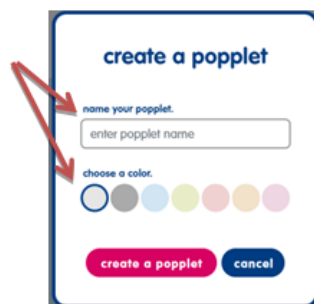 create a popplet
name your popplet.
enter popplet name
choose a color.
create a popplet cancel